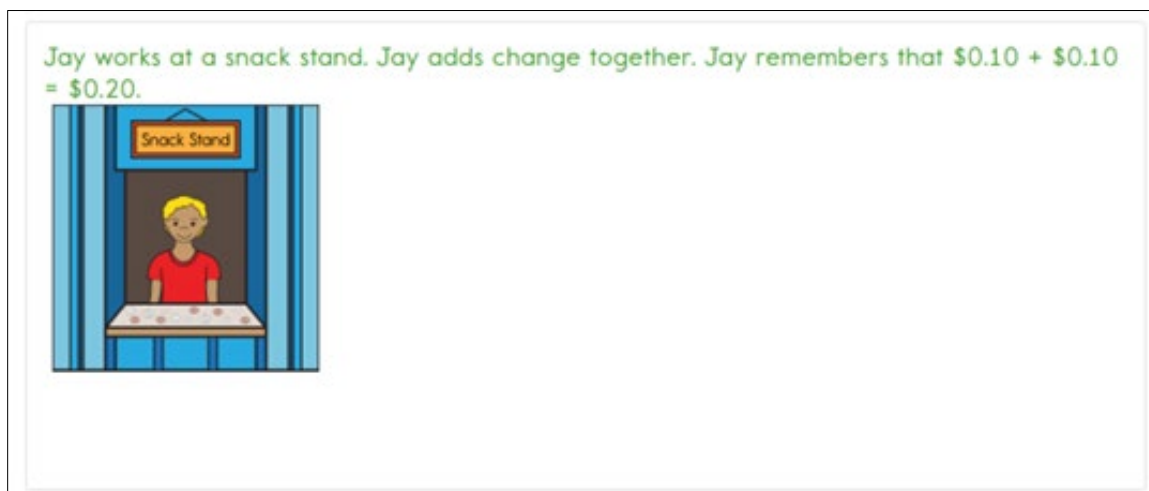 Jay works at a snack stand. Jay adds change together. Jay remembers that $0.10 + $0.10
= $0.20.
Snack Stand